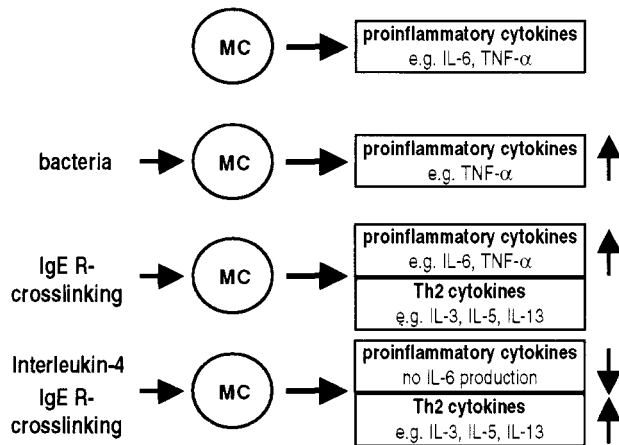 MC
proinflammatory cytokines
e.g. IL-6, TNF-α
bacteria
MC
proinflammatory cytokines
e.g. TNF-α
IgE R-
crosslinking
MC
proinflammatory cytokines
e.g. IL-6, TNF-α
Th2 cytokines
e.g. IL-3, IL-5, IL-13
Interleukin-4
IgE R-
crosslinking
MC
proinflammatory cytokines
no IL-6 production
Th2 cytokines
e.g. IL-3, IL-5, IL-13